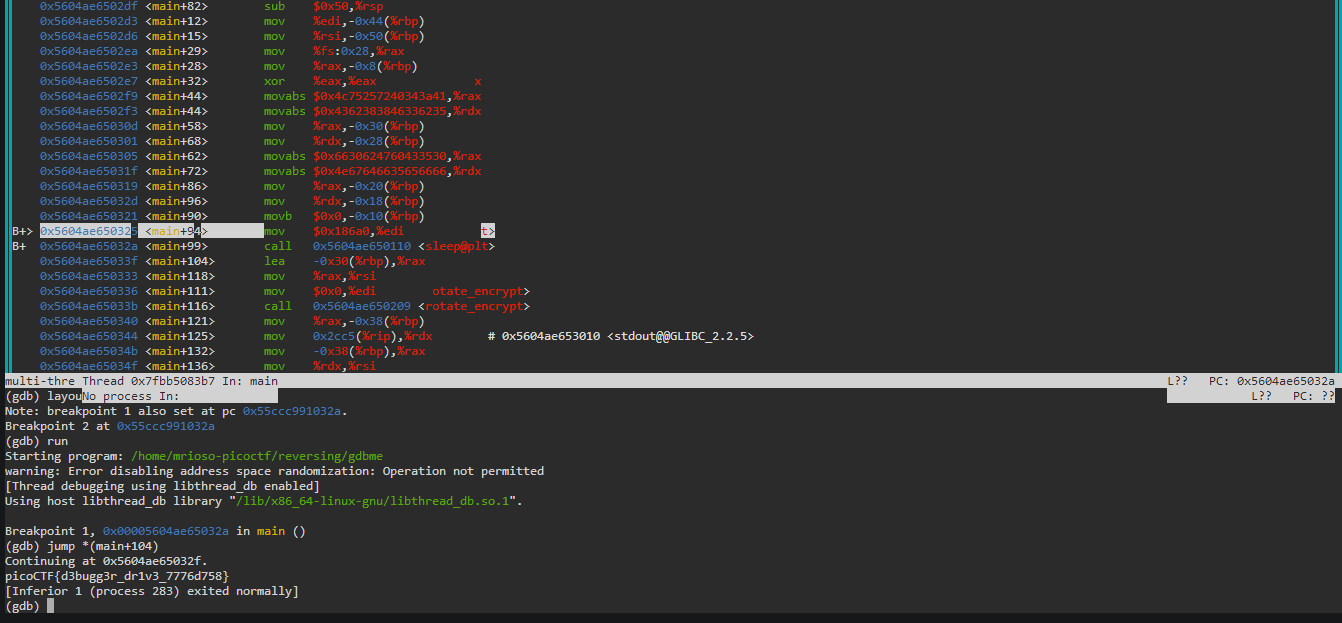 0x5604ae6502df <main+82> sub $0x50,%rsp
0x5604ae6502d3 <main+12> mov %edi,-0x44(%rbp)
0x5604ae6502d6 <main+15> mov %rsi,-0x50(%rbp)
0x5604ae6502ea <main+29> mov %fs:0x28,%rax
0x5604ae6502e3 <main+28> mov %rax,-0x8(%rbp)
0x5604ae6502e7 <main+32> xor %eax,%eax x
0x5604ae6502f9 <main+44> movabs $0x4c75257240343a41,%rax
0x5604ae6502f3 <main+44> movabs $0x4362383846336235,%rdx
0x5604ae65030d <main+58> mov %rax,-0x30(%rbp)
0x5604ae650301 <main+68> mov %rdx,-0x28(%rbp)
0x5604ae650305 <main+62> movabs $0x6630624760433530,%rax
0x5604ae65031f <main+72> movabs $0x4e67646635656666,%rdx
0x5604ae650319 <main+86> mov %rax,-0x20(%rbp)
0x5604ae65032d <main+96> mov %rdx,-0x18(%rbp)
0x5604ae650321 <main+90> movb $0x0,-0x10(%rbp)
B+> 0x5604ae650325 <main+94> mov $0x186a0,%edi t>
B+ 0x5604ae65032a <main+99> call 0x5604ae650110 <sleep@plt>
0x5604ae65033f <main+104> lea -0x30(%rbp),%rax
0x5604ae650333 <main+118> mov %rax,%rsi
0x5604ae650336 <main+111> mov $0x0,%edi otate_encrypt>
0x5604ae65033b <main+116> call 0x5604ae650209 <rotate_encrypt>
0x5604ae650340 <main+121> mov %rax,-0x38(%rbp)
0x5604ae650344 <main+125> mov 0x2cc5(%rip),%rdx # 0x5604ae653010 <stdout@@GLIBC_2.2.5>
0x5604ae65034b <main+132> mov -0x38(%rbp),%rax
0x5604ae65034f <main+136> mov %rdx,%rsi
multi-thre Thread 0x7fbb5083b7 In: main L?? PC: 0x5604ae65032a
(gdb) layouNo process In: L?? PC: ??
Note: breakpoint 1 also set at pc 0x55ccc991032a.
Breakpoint 2 at 0x55ccc991032a
(gdb) run
Starting program: /home/mrioso-picoctf/reversing/gdbme
warning: Error disabling address space randomization: Operation not permitted
[Thread debugging using libthread_db enabled]
Using host libthread_db library "/lib/x86_64-linux-gnu/libthread_db.so.1".
Breakpoint 1, 0x00005604ae65032a in main ()
(gdb) jump *(main+104)
Continuing at 0x5604ae65032f.
picoCTF{d3bugg3r_dr1v3_7776d758}
[Inferior 1 (process 283) exited normally]
(gdb)